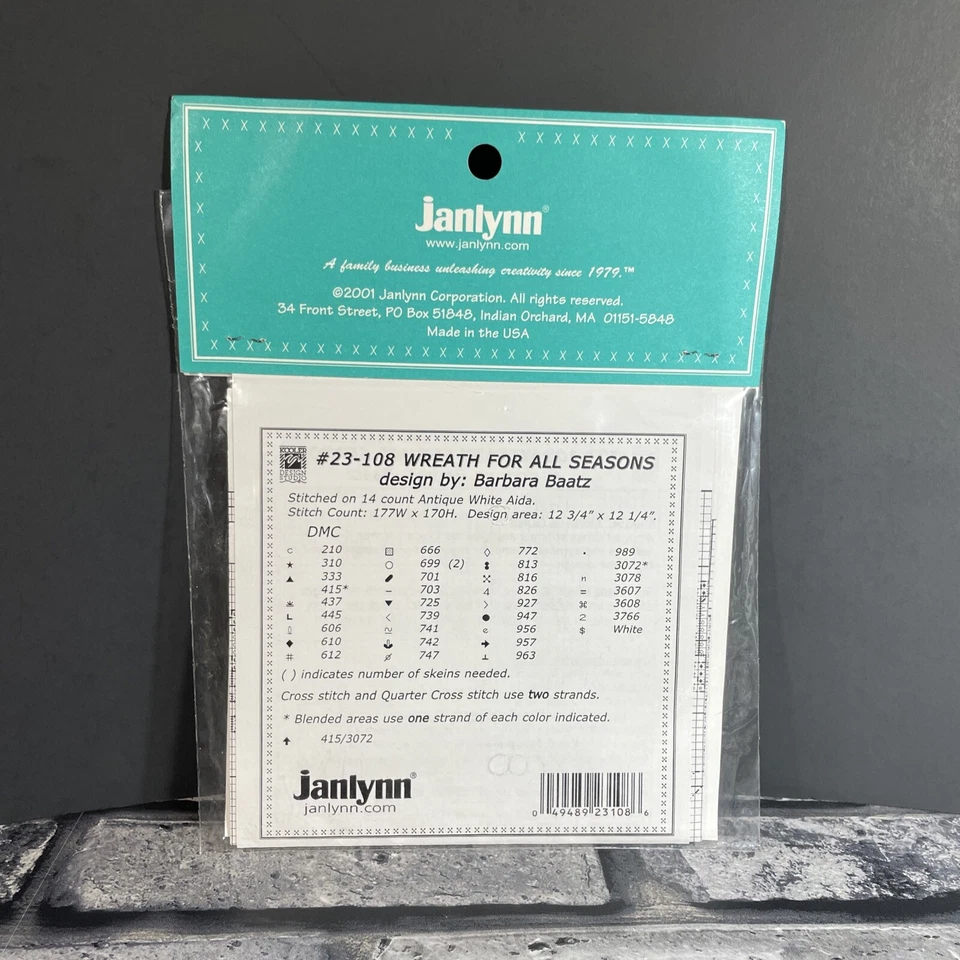 janlynn®
www.janlynn.com
A family business unleashing creativity since 1979.™
©2001 Janlynn Corporation. All rights reserved.
34 Front Street, PO Box 51848, Indian Orchard, MA 01151-5848
Made in the USA
KOOLER DESIGN STUDIO
#23-108 WREATH FOR ALL SEASONS
design by: Barbara Baatz
Stitched on 14 count Antique White Aida.
Stitch Count: 177W x 170H. Design area: 12 3/4” x 12 1/4”.
DMC
210 666 772 989
310 699 (2) 813 3072*
333 701 816 3078
415* 703 826 3607
437 725 927 3608
445 739 947 3766
606 741 956 White
610 742 957
612 747 963
( ) indicates number of skeins needed.
Cross stitch and Quarter Cross stitch use two strands.
* Blended areas use one strand of each color indicated.
415/3072
janlynn®
janlynn.com
0 49489 23108 6